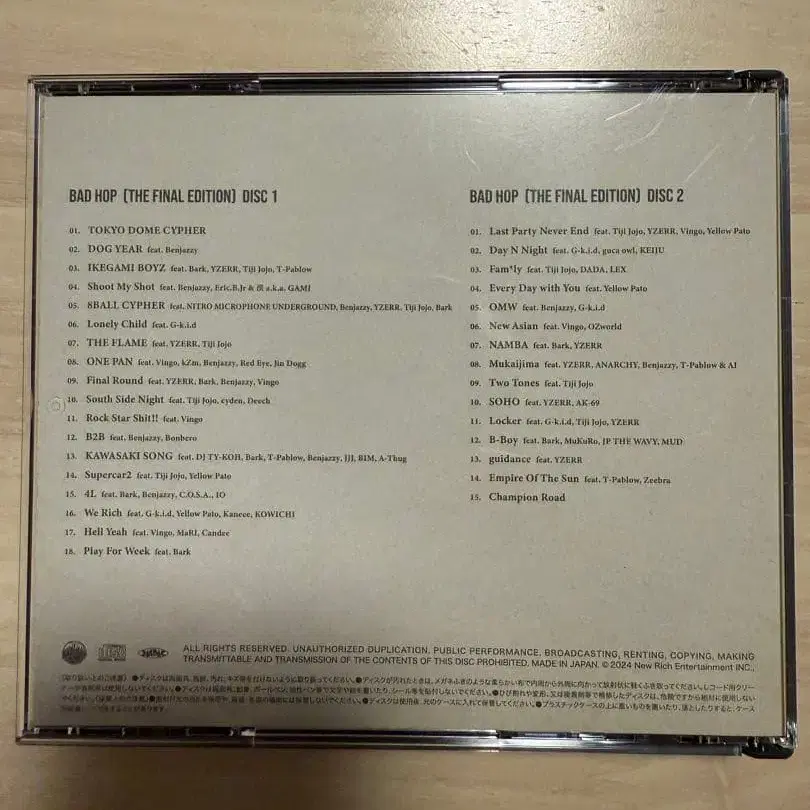 BAD HOP (THE FINAL EDITION) DISC 1
01. TOKYO DOME CYPHER
02. DOG YEAR feat. Benjazzy
03. IKEGAMI BOYZ feat. Bark, YZERR, Tiji Jojo, T-Pablow
04. Shoot My Shot feat. Benjazzy, Eric.B.Jr & 漢 a.k.a. GAMI
05. 8BALL CYPHER feat. NITRO MICROPHONE UNDERGROUND, Benjazzy, YZERR, Tiji Jojo, Bark
06. Lonely Child feat. G-k.i.d
07. THE FLAME feat. YZERR, Tiji Jojo
08. ONE PAN feat. Vingo, kZm, Benjazzy, Red Eye, Jin Dogg
09. Final Round feat. YZERR, Bark, Benjazzy, Vingo
10. South Side Night feat. Tiji Jojo, eyden, Deech
11. Rock Star Shit!! feat. Vingo
12. B2B feat. Benjazzy, Bonbero
13. KAWASAKI SONG feat. DJ TY-KOH, Bark, T-Pablow, Benjazzy, JJJ, BIM, A-Thug
14. Supercar2 feat. Tiji Jojo, Yellow Pato
15. 4L feat. Bark, Benjazzy, C.O.S.A., IO
16. We Rich feat. G-k.i.d, Yellow Pato, Kaneee, KOWICHI
17. Hell Yeah feat. Vingo, MaRI, Candee
18. Play For Week feat. Bark
BAD HOP (THE FINAL EDITION) DISC 2
01. Last Party Never End feat. Tiji Jojo, YZERR, Vingo, Yellow Pato
02. Day N Night feat. G-k.i.d, guca owl, KEIJU
03. Fam*ly feat. Tiji Jojo, DADA, LEX
04. Every Day with You feat. Yellow Pato
05. OMW feat. Benjazzy, G-k.i.d
06. New Asian feat. Vingo, OZworld
07. NAMBA feat. Bark, YZERR
08. Mukaijima feat. YZERR, ANARCHY, Benjazzy, T-Pablow & AI
09. Two Tones feat. Tiji Jojo
10. SOHO feat. YZERR, AK-69
11. Locker feat. G-k.i.d, Tiji Jojo, YZERR
12. B-Boy feat. Bark, MuKuRo, JP THE WAVY, MUD
13. guidance feat. YZERR
14. Empire Of The Sun feat. T-Pablow, Zeebra
15. Champion Road
ALL RIGHTS RESERVED. UNAUTHORIZED DUPLICATION, PUBLIC PERFORMANCE, BROADCASTING, RENTING, COPYING, MAKING
TRANSMITTABLE AND TRANSMISSION OF THE CONTENTS OF THIS DISC PROHIBITED. MADE IN JAPAN. © 2024 New Rich Entertainment INC.,